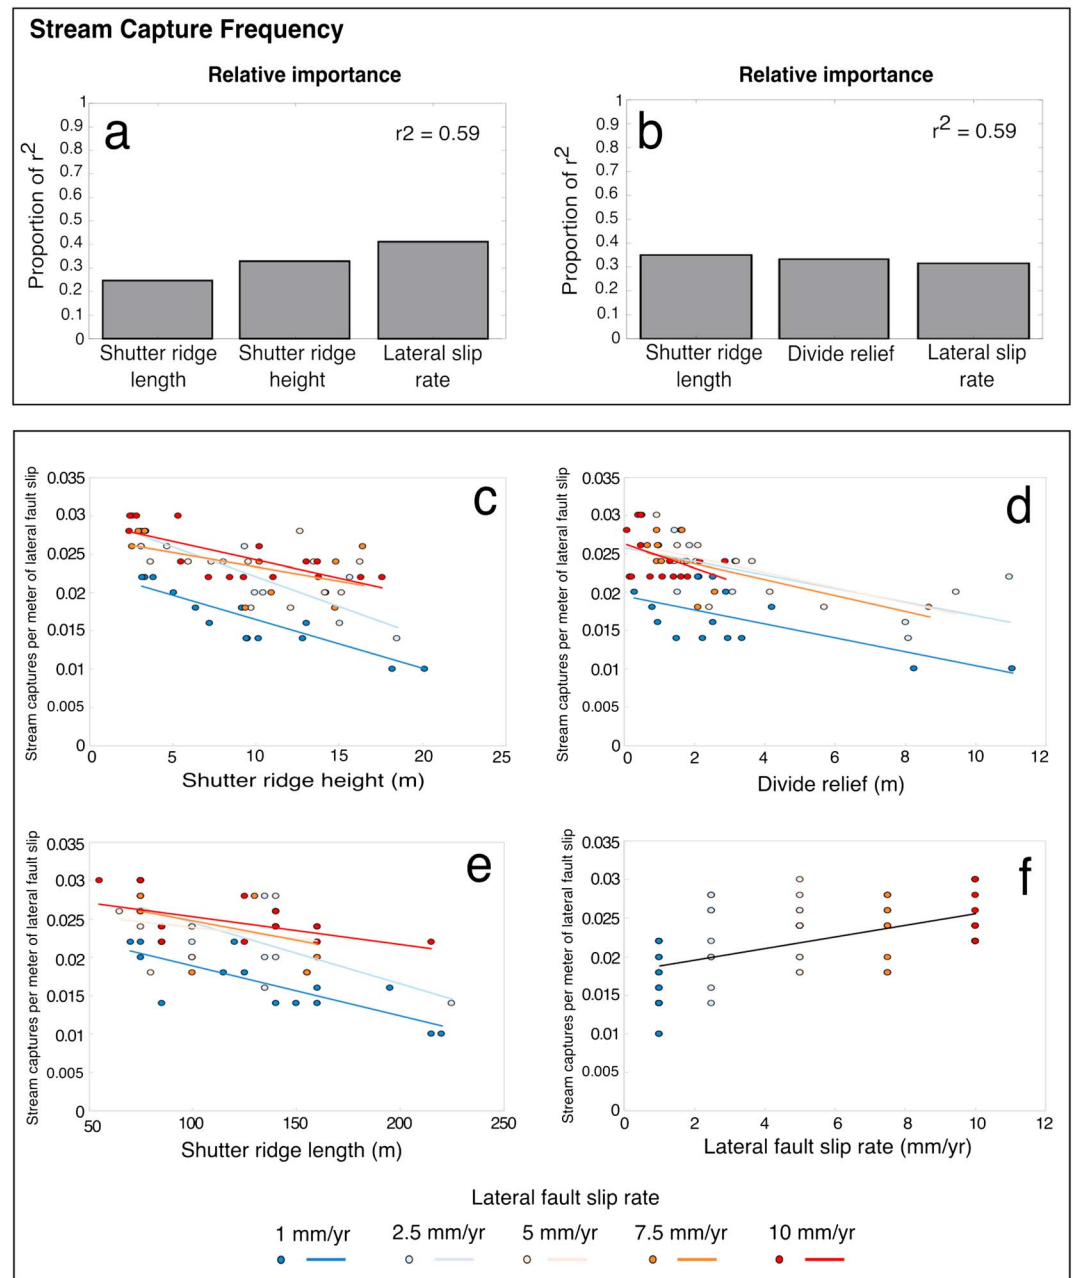 Stream Capture Frequency
Relative importance
Proportion of r2
1
0.9
0.8
0.7
0.6
0.5
0.4
0.3
0.2
0.1
0
a
r2 = 0.59
Shutter ridge length
Shutter ridge height
Lateral slip rate
Relative importance
Proportion of r2
1
0.9
0.8
0.7
0.6
0.5
0.4
0.3
0.2
0.1
0
b
r2 = 0.59
Shutter ridge length
Divide relief
Lateral slip rate
Stream captures per meter of lateral fault slip
0.035
0.03
0.025
0.02
0.015
0.01
0.005
0
c
0 5 10 15 20 25
Shutter ridge height (m)
Stream captures per meter of lateral fault slip
0.035
0.03
0.025
0.02
0.015
0.01
0.005
0
d
0 2 4 6 8 10 12
Divide relief (m)
Stream captures per meter of lateral fault slip
0.035
0.03
0.025
0.02
0.015
0.01
0.005
0
e
50 100 150 200 250
Shutter ridge length (m)
Stream captures per meter of lateral fault slip
0.035
0.03
0.025
0.02
0.015
0.01
0.005
0
f
0 2 4 6 8 10 12
Lateral fault slip rate (mm/yr)
Lateral fault slip rate
1 mm/yr 2.5 mm/yr 5 mm/yr 7.5 mm/yr 10 mm/yr